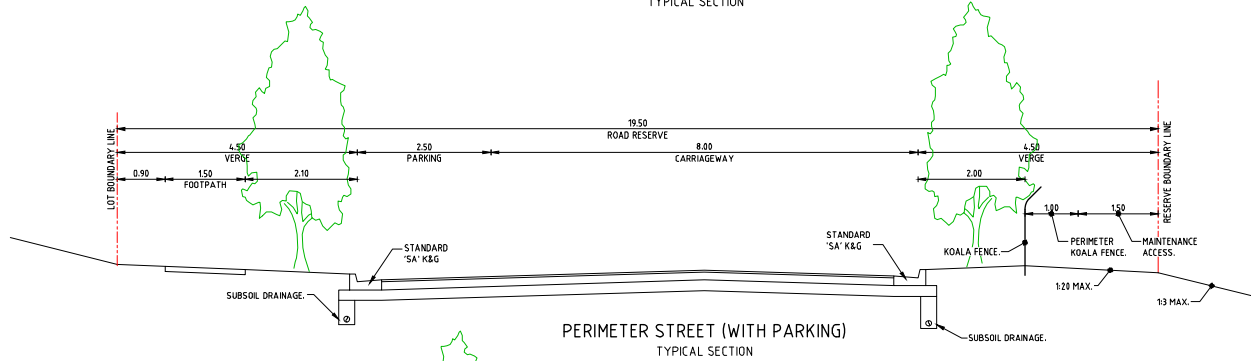 TYPICAL SECTION
19.50
ROAD RESERVE
4.50
VERGE
2.50
PARKING
8.00
CARRIAGEWAY
4.50
VERGE
LOT BOUNDARY LINE
0.90
1.50
FOOTPATH
2.10
2.00
1.00
1.50
RESERVE BOUNDARY LINE
STANDARD
'SA' K&G
STANDARD
'SA' K&G
KOALA FENCE.
PERIMETER
KOALA FENCE.
MAINTENANCE
ACCESS.
SUBSOIL DRAINAGE.
1:20 MAX.
1:3 MAX.
SUBSOIL DRAINAGE.
PERIMETER STREET (WITH PARKING)
TYPICAL SECTION